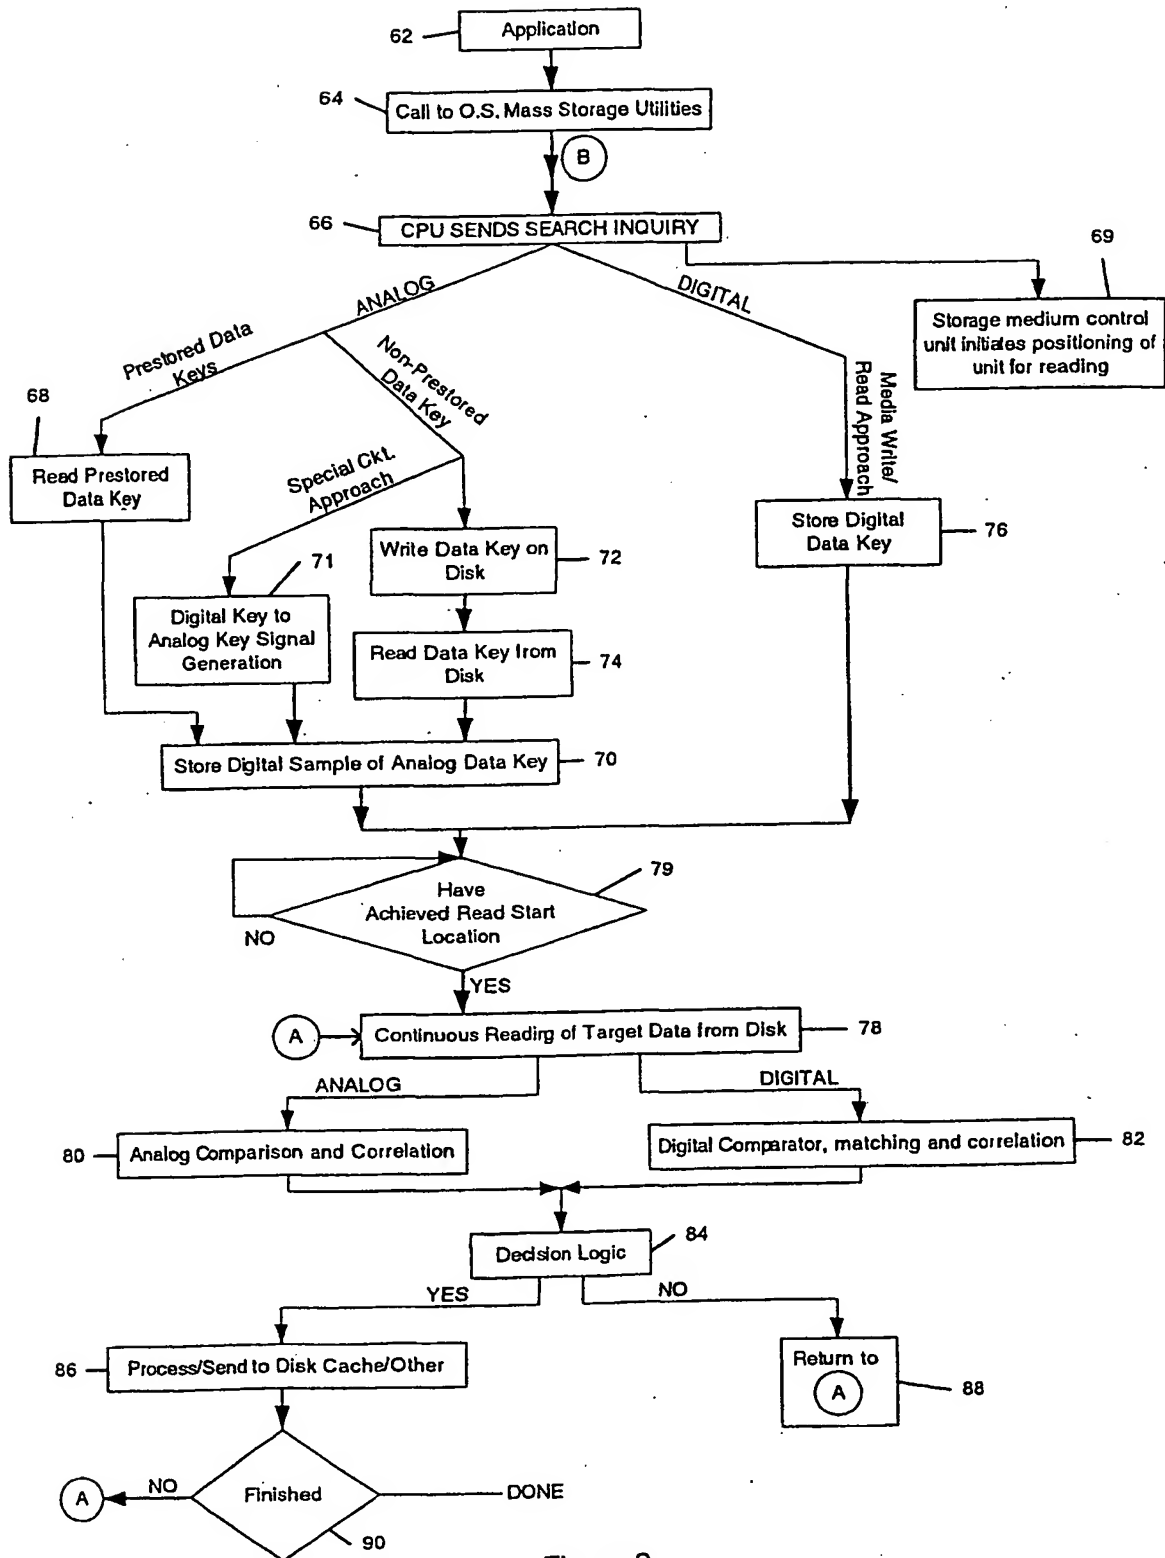 62
Application
64
Call to O.S. Mass Storage Utilities
B
66
CPU SENDS SEARCH INQUIRY
69
ANALOG
DIGITAL
Storage medium control
unit initiates positioning of
unit for reading
Prestored Data
Keys
Non-Prestored
Data Key
Media Write/
Read Approach
68
Read Prestored
Data Key
Special Ckt.
Approach
Store Digital
Data Key
76
71
Write Data Key on
Disk
72
Digital Key to
Analog Key Signal
Generation
Read Data Key from
Disk
74
Store Digital Sample of Analog Data Key
70
79
Have
Achieved Read Start
Location
NO
YES
A
Continuous Reading of Target Data from Disk
78
ANALOG
DIGITAL
80
Analog Comparison and Correlation
Digital Comparator, matching and correlation
82
Decision Logic
84
YES
NO
86
Process/Send to Disk Cache/Other
Return to
A
88
A
NO
Finished
DONE
90